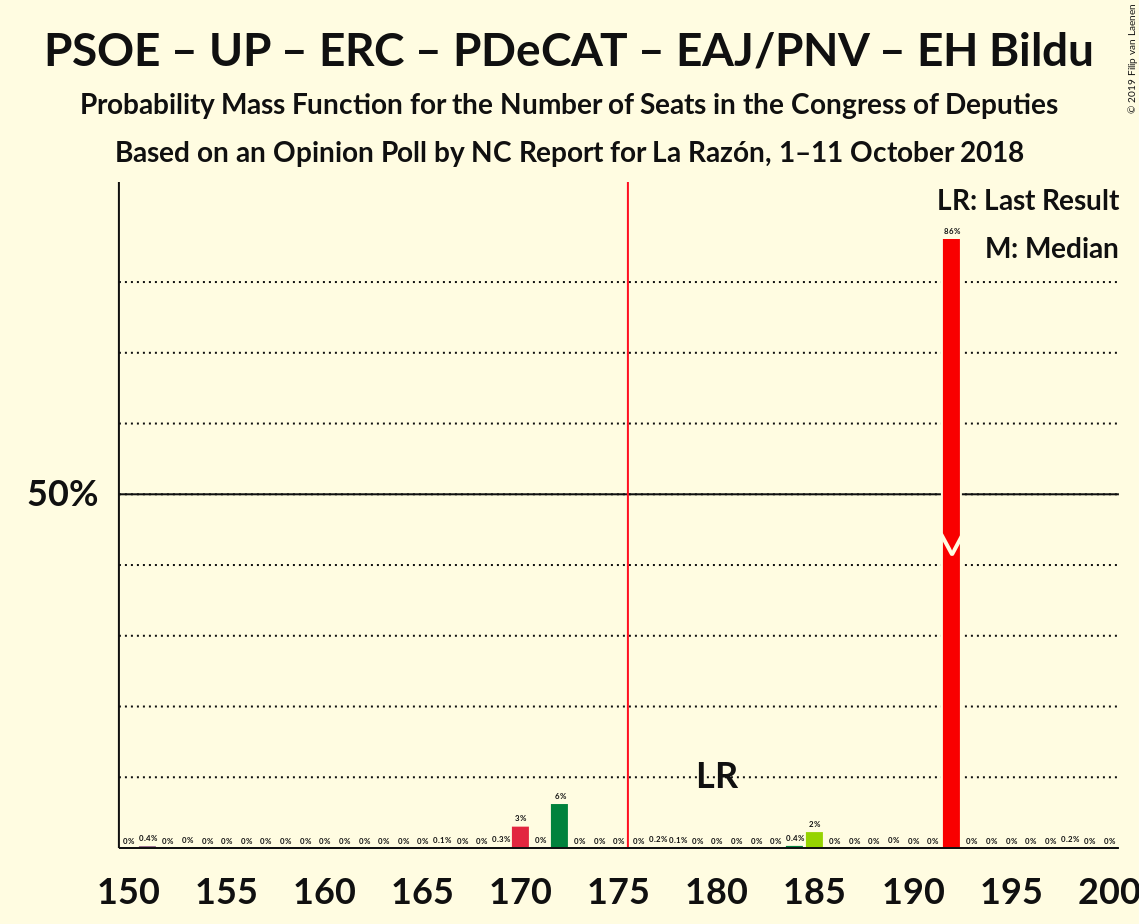 PSOE – UP – ERC – PDeCAT – EAJ/PNV – EH Bildu
Probability Mass Function for the Number of Seats in the Congress of Deputies
Based on an Opinion Poll by NC Report for La Razón, 1–11 October 2018
© 2019 Filip van Laenen
LR: Last Result
M: Median
86%
50%
LR
6%
3%
2%
0% 0.4% 0% 0% 0% 0% 0% 0% 0% 0% 0% 0% 0% 0% 0% 0% 0.1% 0% 0% 0.3% 0% 0% 0% 0% 0% 0.2% 0.1% 0% 0% 0% 0% 0% 0.4% 0% 0% 0% 0% 0% 0% 0% 0% 0% 0% 0% 0.2% 0% 0%
150 155 160 165 170 175 180 185 190 195 200